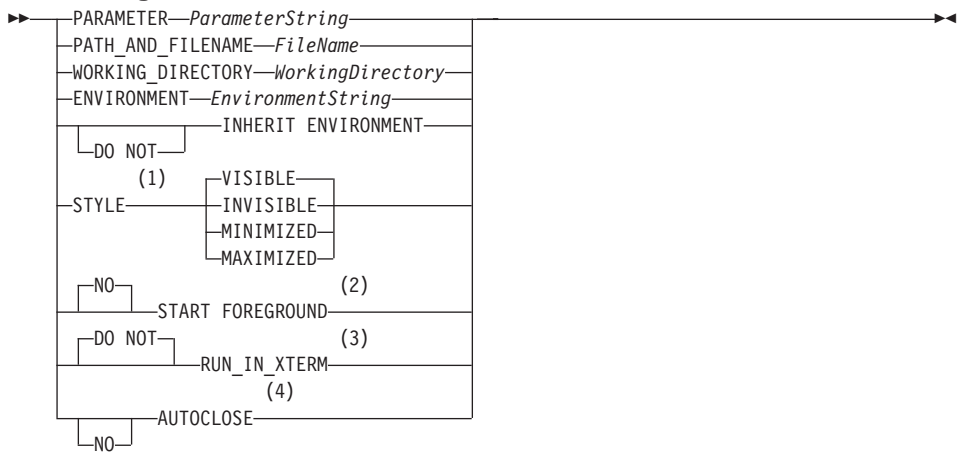 PARAMETER ParameterString
PATH_AND_FILENAME FileName
WORKING_DIRECTORY WorkingDirectory
ENVIRONMENT EnvironmentString
INHERIT ENVIRONMENT
DO NOT
(1) VISIBLE
STYLE INVISIBLE
MINIMIZED
MAXIMIZED
NO (2)
START FOREGROUND
DO NOT (3)
RUN_IN_XTERM
(4)
AUTOCLOSE
NO